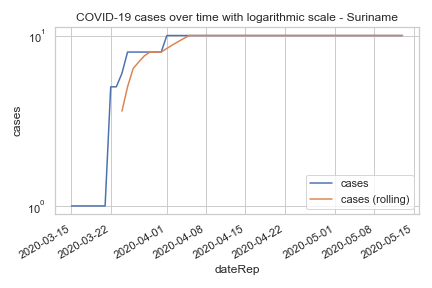 COVID-19 cases over time with logarithmic scale - Suriname
10¹
10⁰
cases
cases
cases (rolling)
2020-03-15
2020-03-22
2020-04-01
2020-04-08
2020-04-15
2020-04-22
2020-05-01
2020-05-08
2020-05-15
dateRep